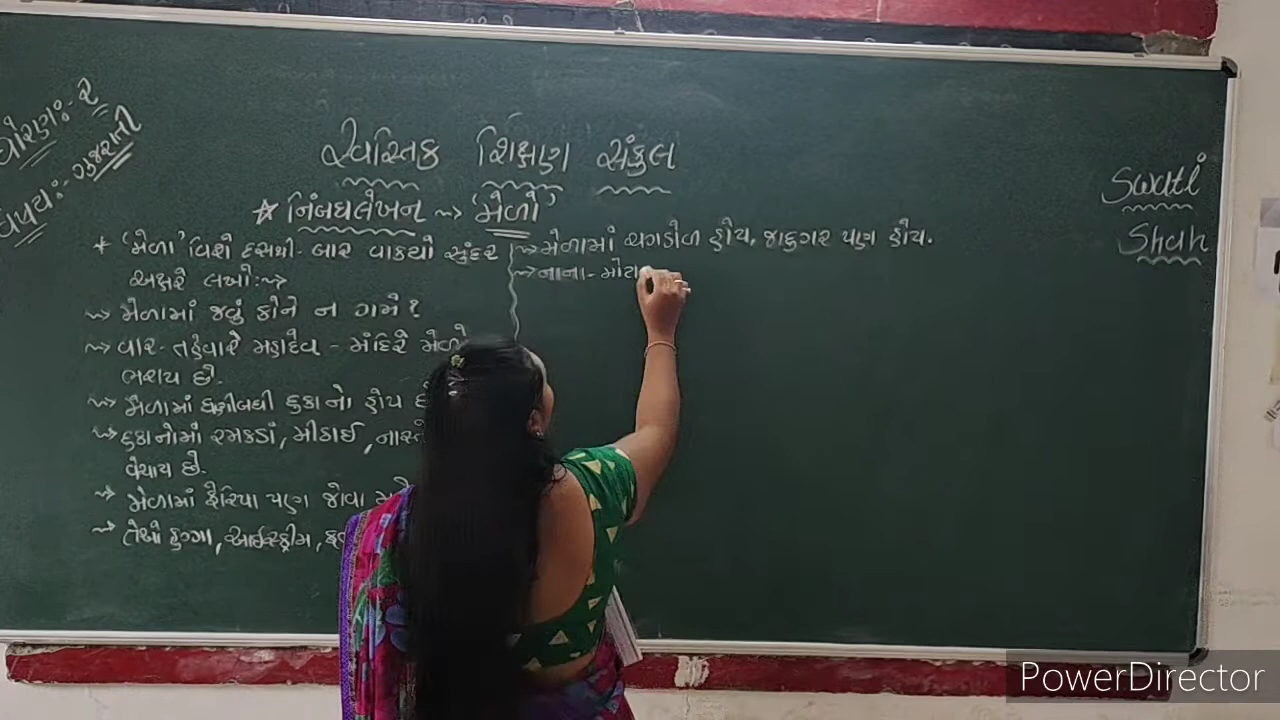 ધોરણ:- ૨
વિષય:- ગુજરાતી
સ્વસ્તિક શિક્ષણ સંકુલ
★ નિબંધલેખન ~> 'મેળો'
* 'મેળા' વિશે દસથી- બાર વાક્યો સુંદર
અક્ષરે લખો:~>
~> મેળામાં જવું કોને ન ગમે?
~> વાર- તહેવારે મહાદેવ - મંદિરે મેળો
ભરાય છે.
~> મેળામાં ઘણીબધી દુકાનો હોય
~> દુકાનોમાં રમકડાં, મીઠાઈ,
વેચાય છે.
~> મેળામાં ફેરિયા પણ જોવા
~> તેઓ ફુગ્ગા, આઈસ્ક્રીમ,
~> મેળામાં ચગડોળ હોય. જાદુગર પણ હોય.
~> નાના- મોટા
Swati
Shah
PowerDirector